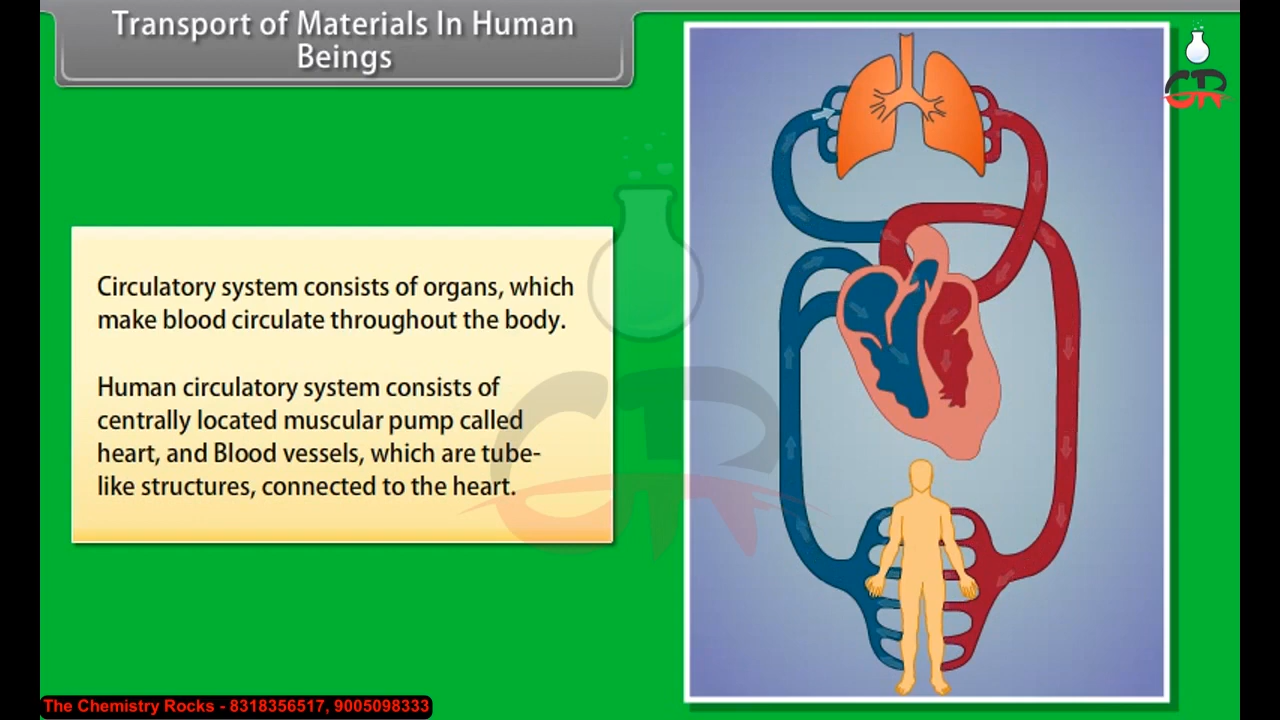 Transport of Materials In Human
Beings
GR
Circulatory system consists of organs, which
make blood circulate throughout the body.
Human circulatory system consists of
centrally located muscular pump called
heart, and Blood vessels, which are tube-
like structures, connected to the heart.
GR
The Chemistry Rocks - 8318356517, 9005098333